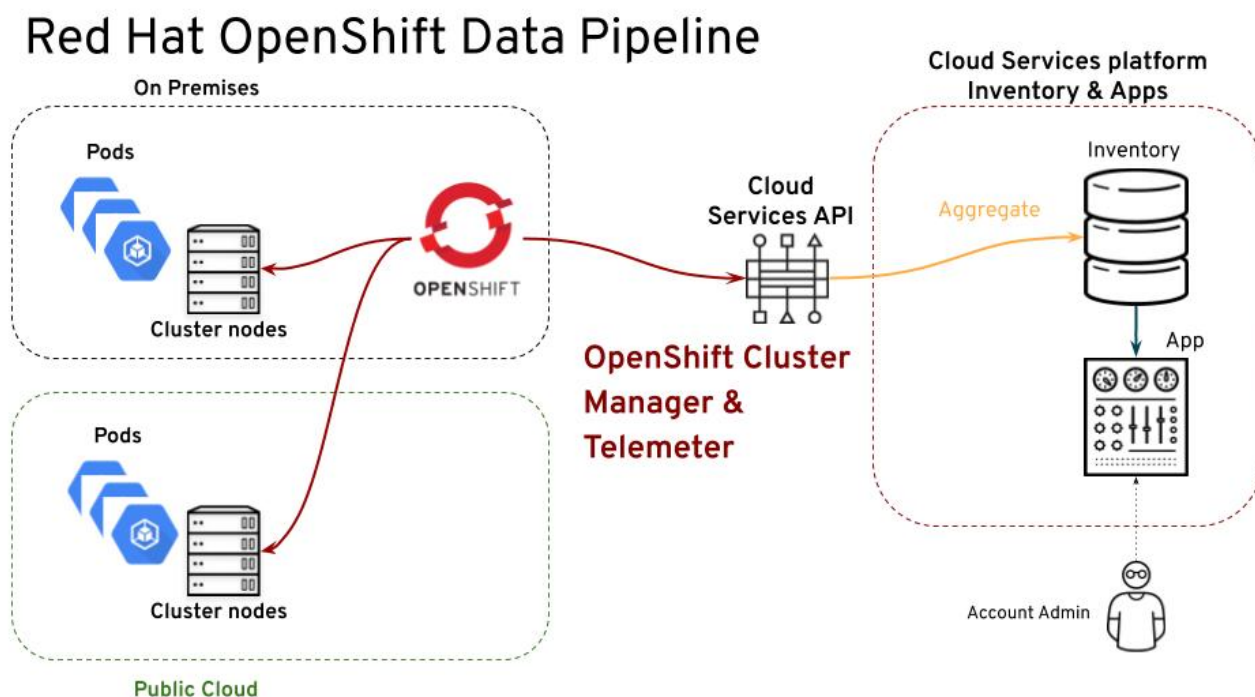 Red Hat OpenShift Data Pipeline
On Premises
Pods
Cluster nodes
OPENSHIFT
Pods
Cluster nodes
Public Cloud
Cloud
Services API
OpenShift Cluster
Manager &
Telemeter
Cloud Services platform
Inventory & Apps
Inventory
Aggregate
App
Account Admin